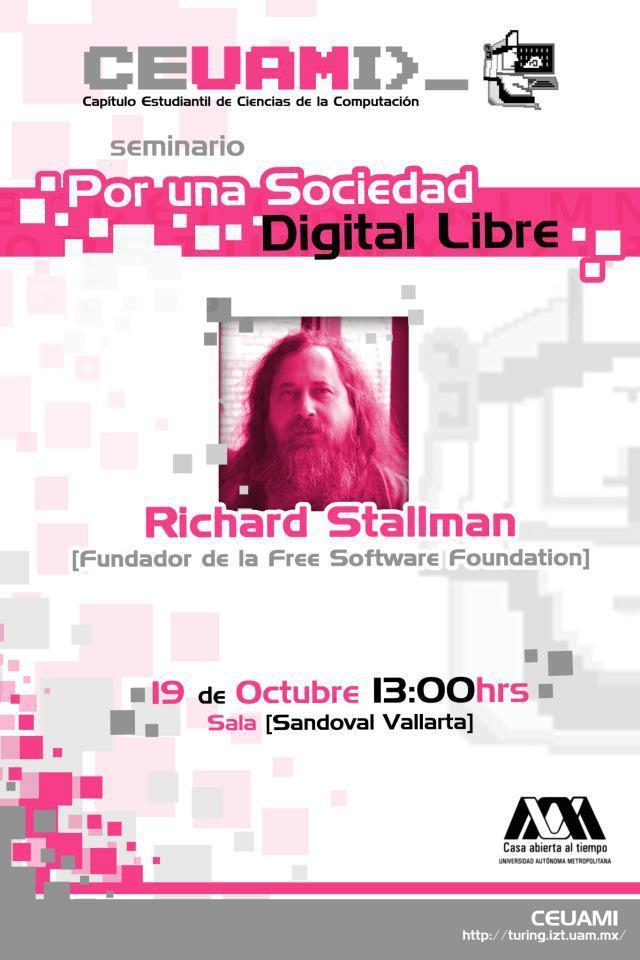 CEUAMI>_
Capítulo Estudiantil de Ciencias de la Computación
seminario
Por una Sociedad
Digital Libre
Richard Stallman
[Fundador de la Free Software Foundation]
19 de Octubre 13:00hrs
Sala [Sandoval Vallarta]
Casa abierta al tiempo
UNIVERSIDAD AUTÓNOMA METROPOLITANA
CEUAMI
http://turing.izt.uam.mx/